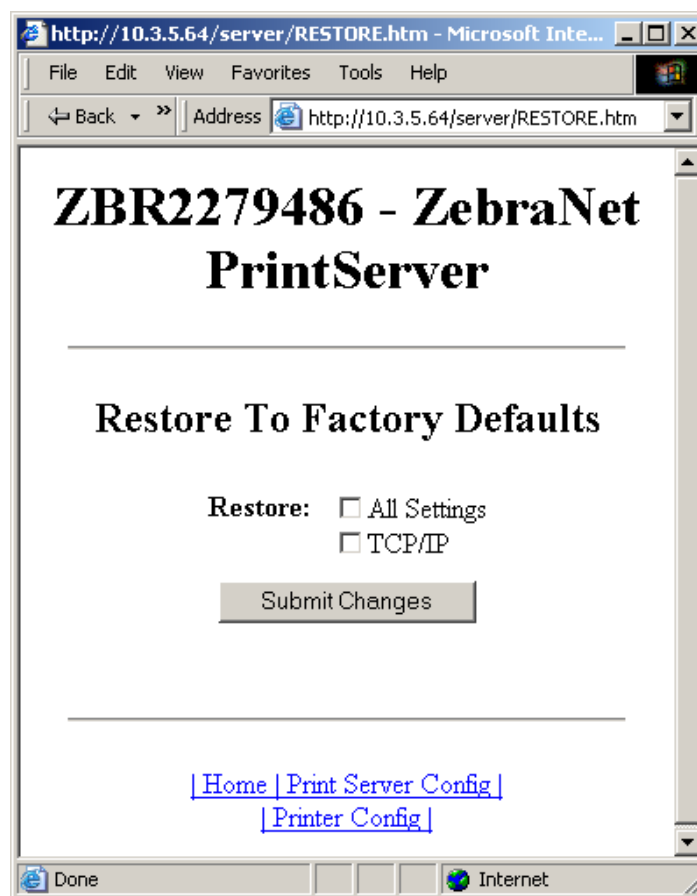 http://10.3.5.64/server/RESTORE.htm - Microsoft Inte...
File Edit View Favorites Tools Help
Back » Address http://10.3.5.64/server/RESTORE.htm
ZBR2279486 - ZebraNet
PrintServer
Restore To Factory Defaults
Restore: All Settings
TCP/IP
Submit Changes
| Home | Print Server Config |
| Printer Config |
Done Internet